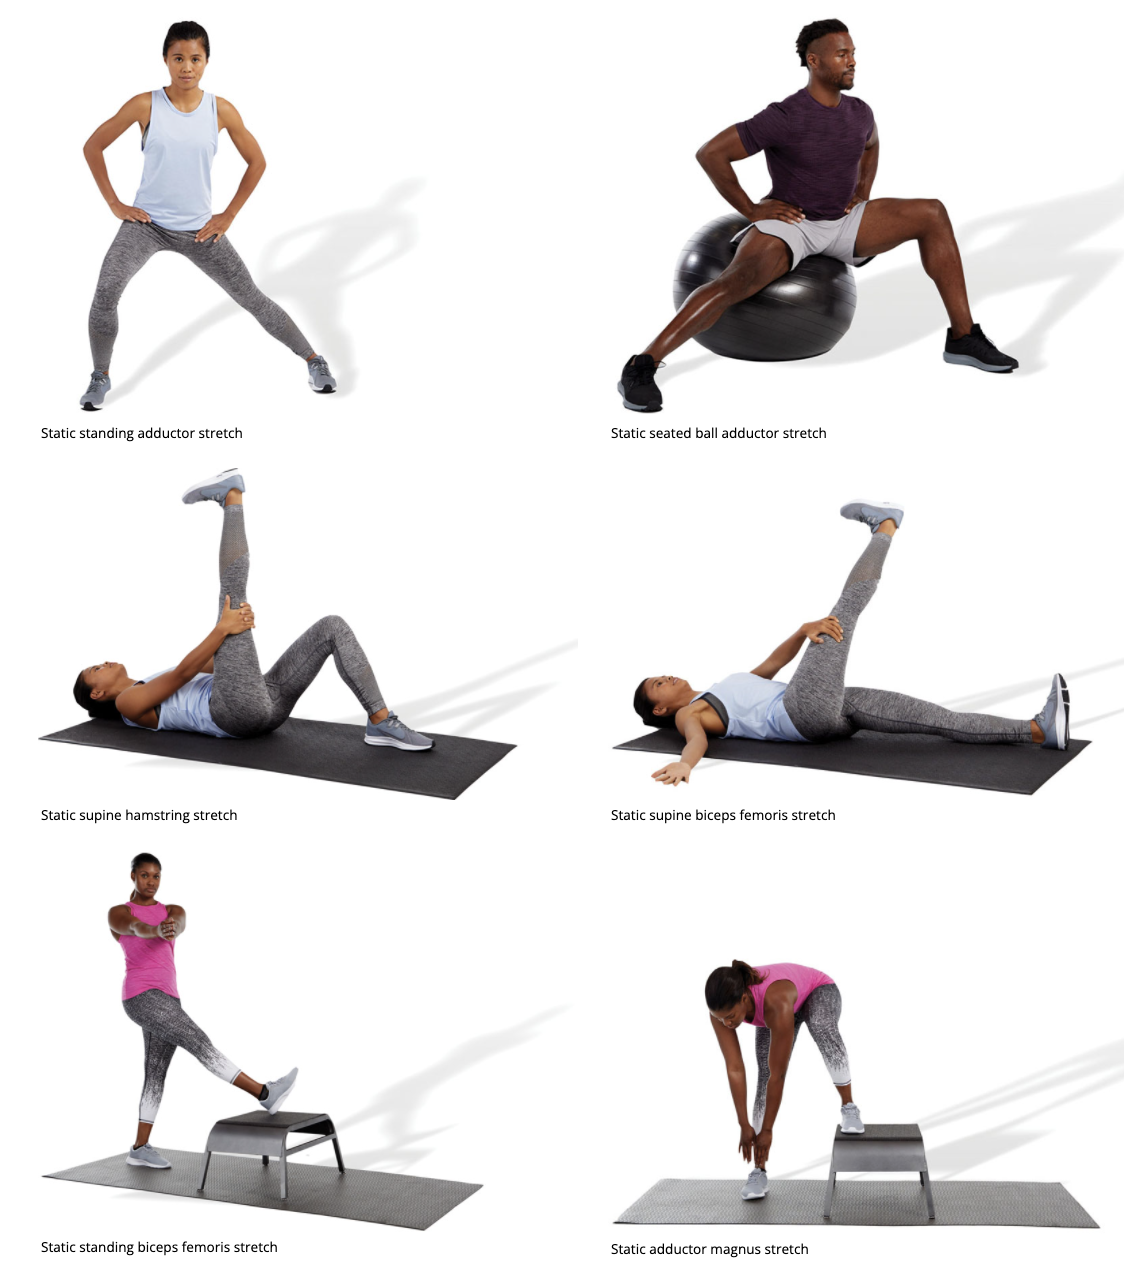 Static standing adductor stretch
Static seated ball adductor stretch
Static supine hamstring stretch
Static supine biceps femoris stretch
Static standing biceps femoris stretch
Static adductor magnus stretch